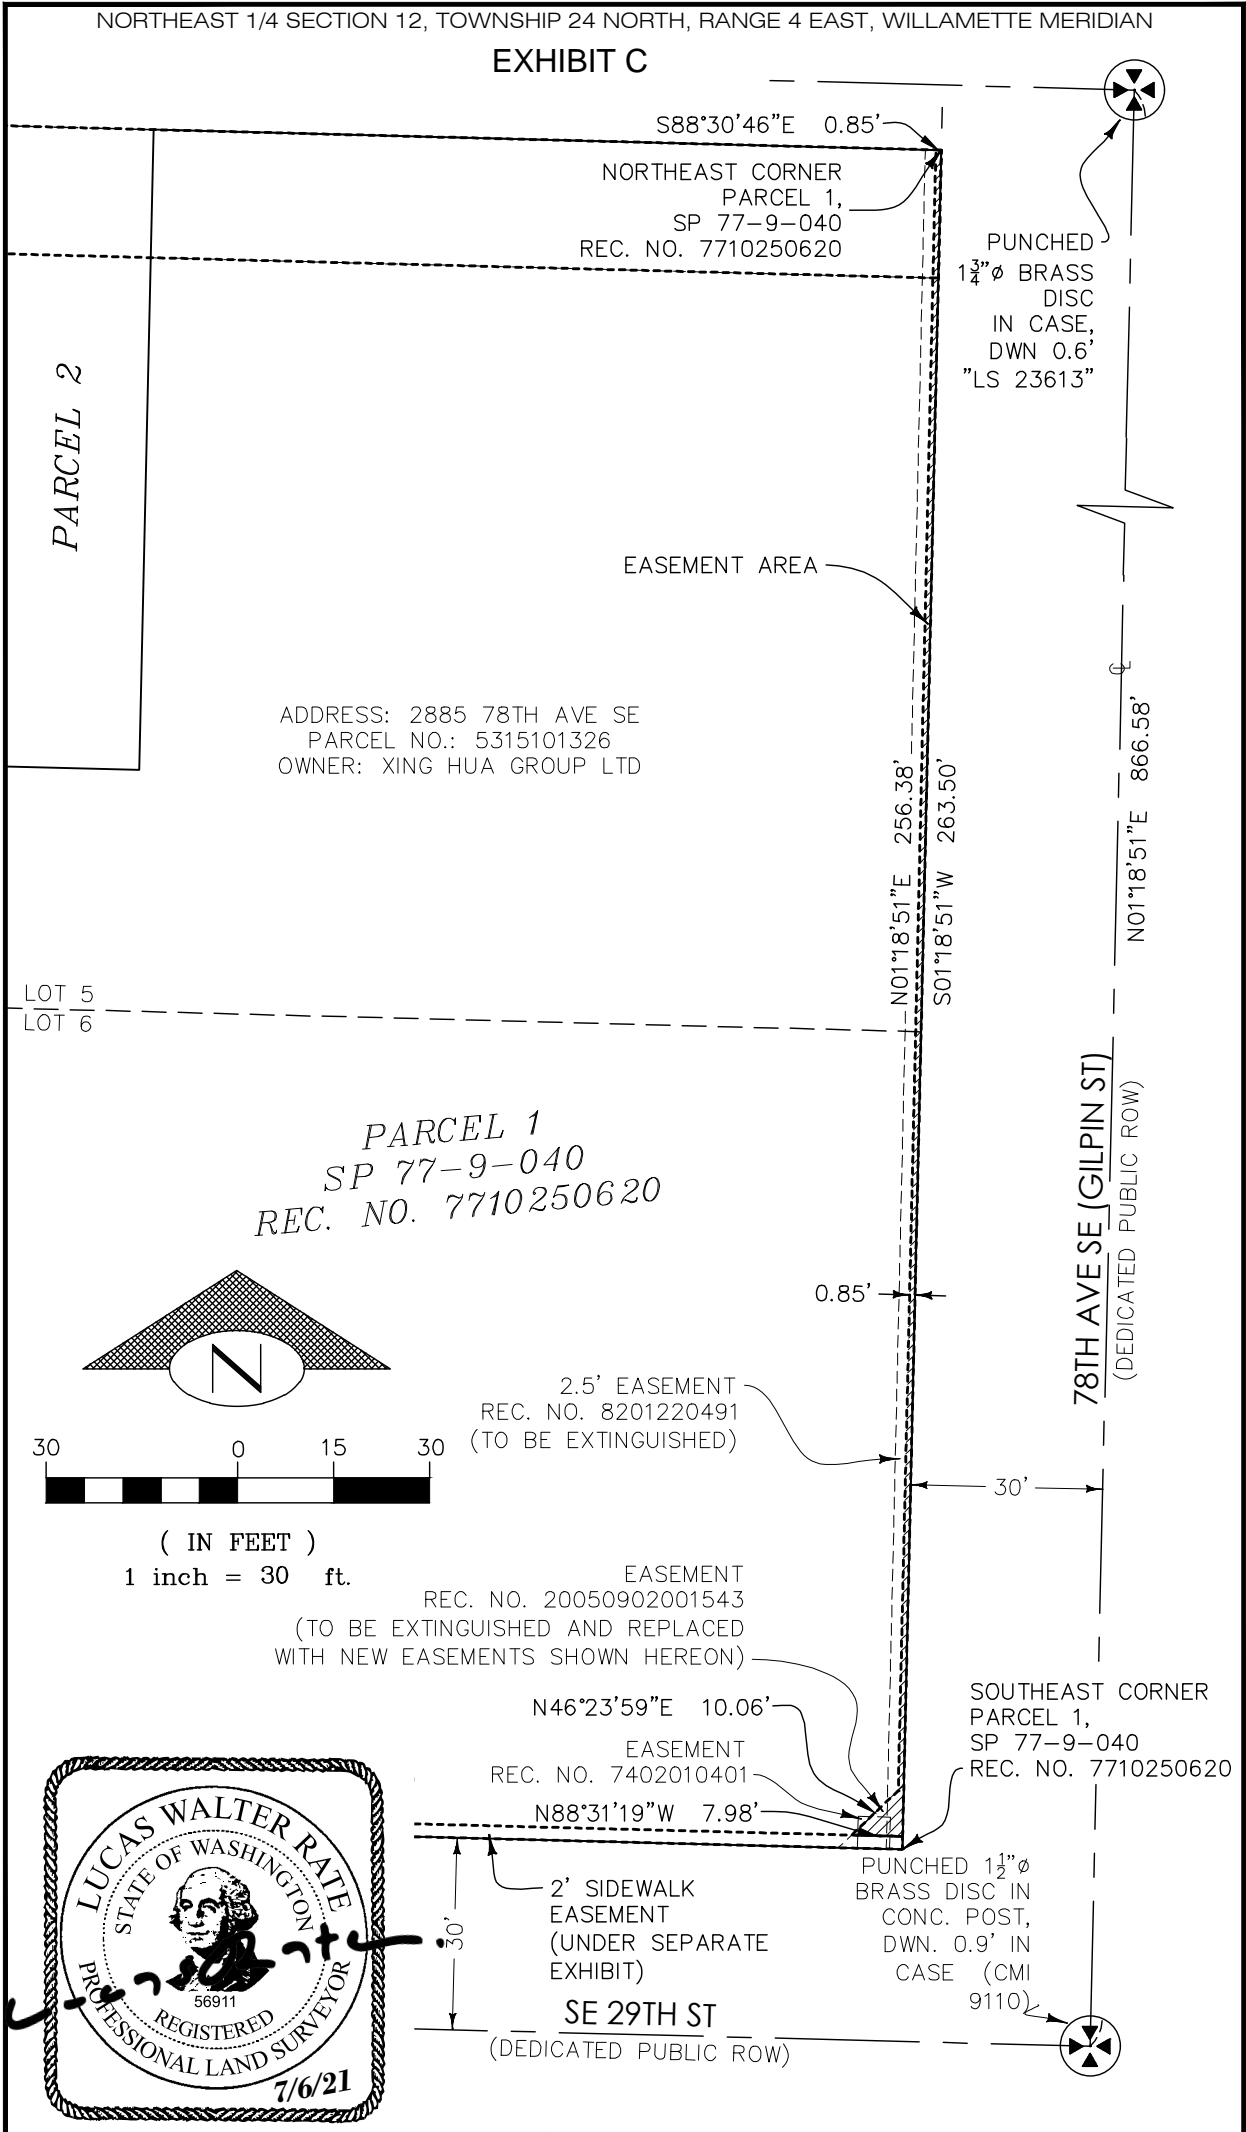 NORTHEAST 1/4 SECTION 12, TOWNSHIP 24 NORTH, RANGE 4 EAST, WILLAMETTE MERIDIAN
EXHIBIT C
S88°30'46"E 0.85'
NORTHEAST CORNER
PARCEL 1,
SP 77-9-040
REC. NO. 7710250620
PUNCHED
1 3/4"ø BRASS
DISC
IN CASE,
DWN 0.6'
"LS 23613"
PARCEL 2
EASEMENT AREA
ADDRESS: 2885 78TH AVE SE
PARCEL NO.: 5315101326
OWNER: XING HUA GROUP LTD
N01°18'51"E 256.38'
S01°18'51"W 263.50'
N01°18'51"E 866.58'
LOT 5
LOT 6
PARCEL 1
SP 77-9-040
REC. NO. 7710250620
78TH AVE SE (GILPIN ST)
(DEDICATED PUBLIC ROW)
0.85'
N
2.5' EASEMENT
REC. NO. 8201220491
(TO BE EXTINGUISHED)
30 0 15 30
( IN FEET )
1 inch = 30 ft.
30'
EASEMENT
REC. NO. 20050902001543
(TO BE EXTINGUISHED AND REPLACED
WITH NEW EASEMENTS SHOWN HEREON)
N46°23'59"E 10.06'
EASEMENT
REC. NO. 7402010401
N88°31'19"W 7.98'
SOUTHEAST CORNER
PARCEL 1,
SP 77-9-040
REC. NO. 7710250620
PUNCHED 1 1/2"ø
BRASS DISC IN
CONC. POST,
DWN. 0.9' IN
CASE (CMI
9110)
2' SIDEWALK
EASEMENT
(UNDER SEPARATE
EXHIBIT)
30'
SE 29TH ST
(DEDICATED PUBLIC ROW)
LUCAS WALTER RATE
STATE OF WASHINGTON
56911
REGISTERED
PROFESSIONAL LAND SURVEYOR
7/6/21